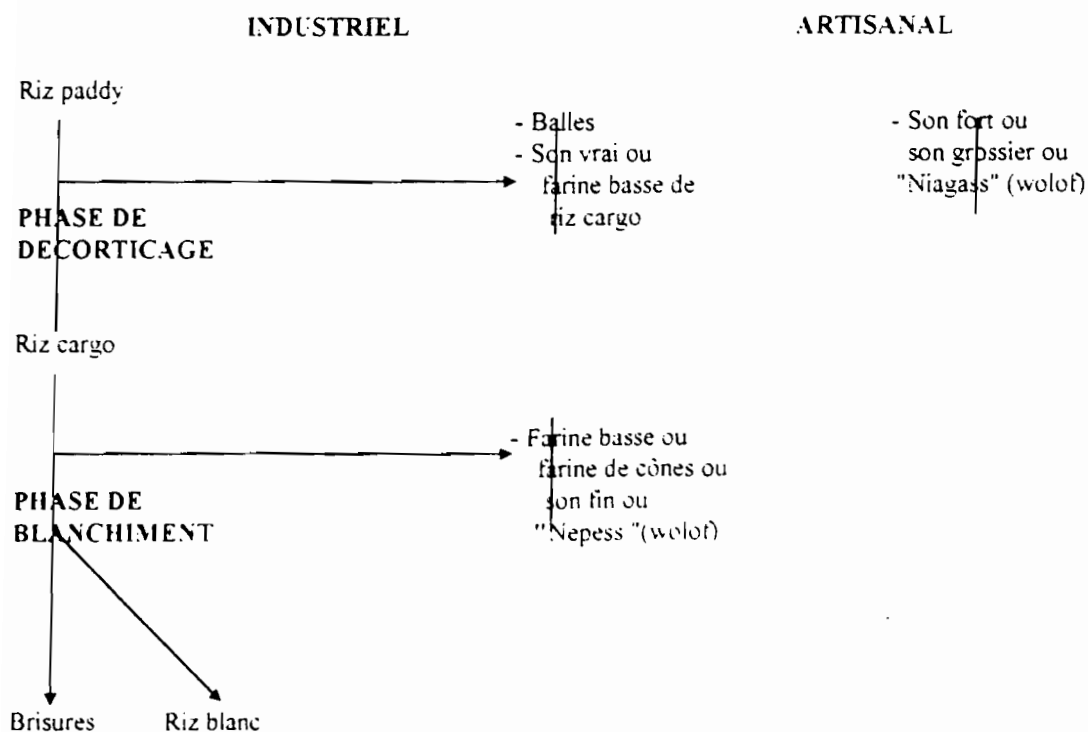 INDUSTRIEL
ARTISANAL
Riz paddy
- Balles
- Son vrai ou
farine basse de
riz cargo
- Son fort ou
son grossier ou
"Niagass" (wolof)
PHASE DE
DECORTICAGE
Riz cargo
- Farine basse ou
farine de cônes ou
son fin ou
"Nepess "(wolof)
PHASE DE
BLANCHIMENT
Brisures
Riz blanc